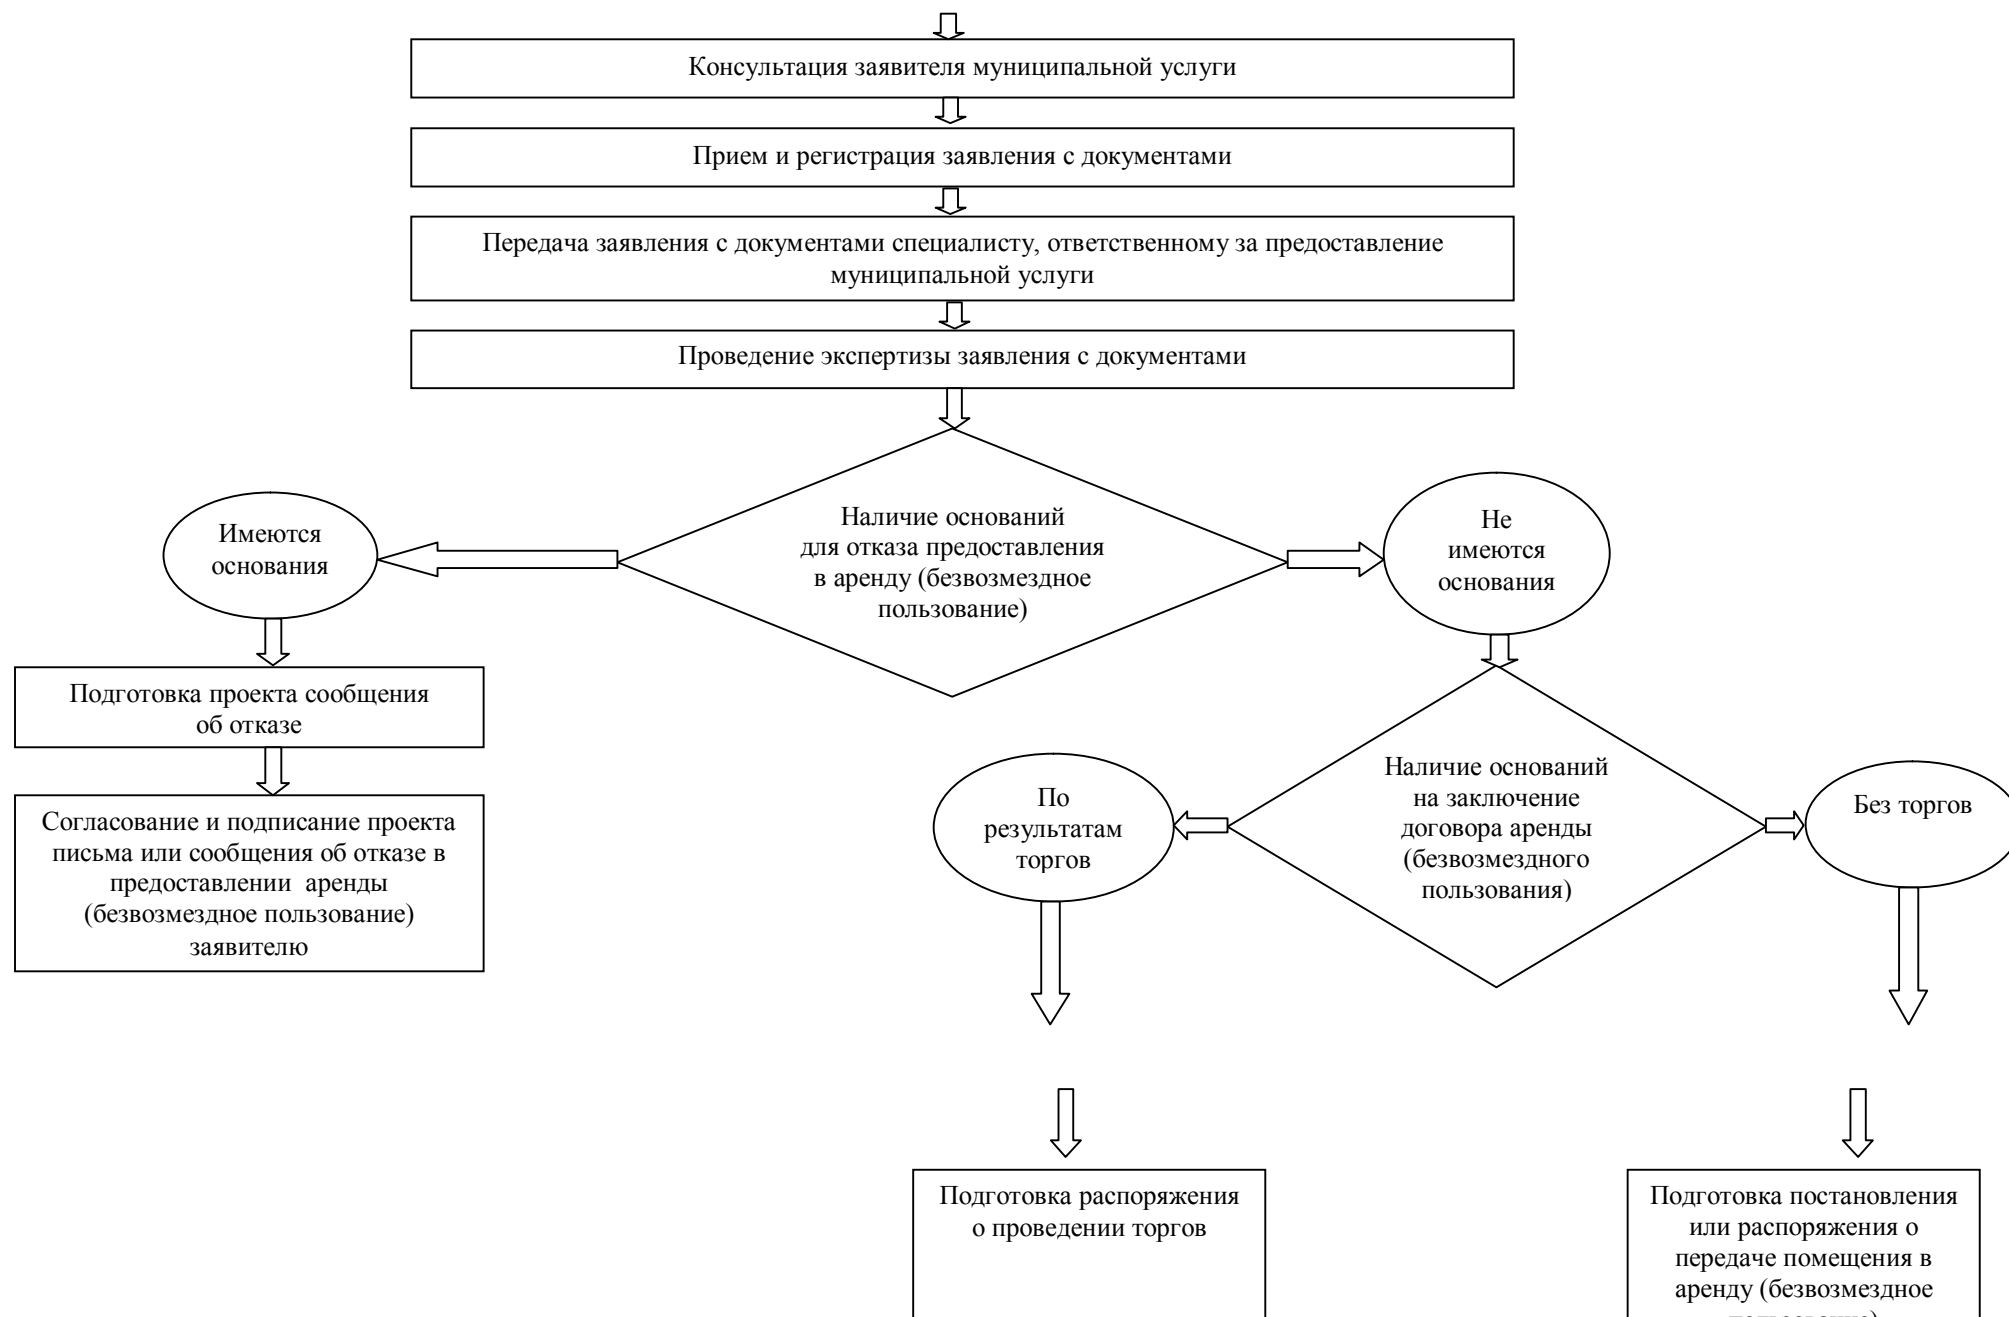 Консультация заявителя муниципальной услуги
Прием и регистрация заявления с документами
Передача заявления с документами специалисту, ответственному за предоставление
муниципальной услуги
Проведение экспертизы заявления с документами
Наличие оснований
для отказа предоставления
в аренду (безвозмездное
пользование)
Имеются
основания
Не
имеются
основания
Подготовка проекта сообщения
об отказе
Согласование и подписание проекта
письма или сообщения об отказе в
предоставлении аренды
(безвозмездное пользование)
заявителю
Наличие оснований
на заключение
договора аренды
(безвозмездного
пользования)
По
результатам
торгов
Без торгов
Подготовка распоряжения
о проведении торгов
Подготовка постановления
или распоряжения о
передаче помещения в
аренду (безвозмездное